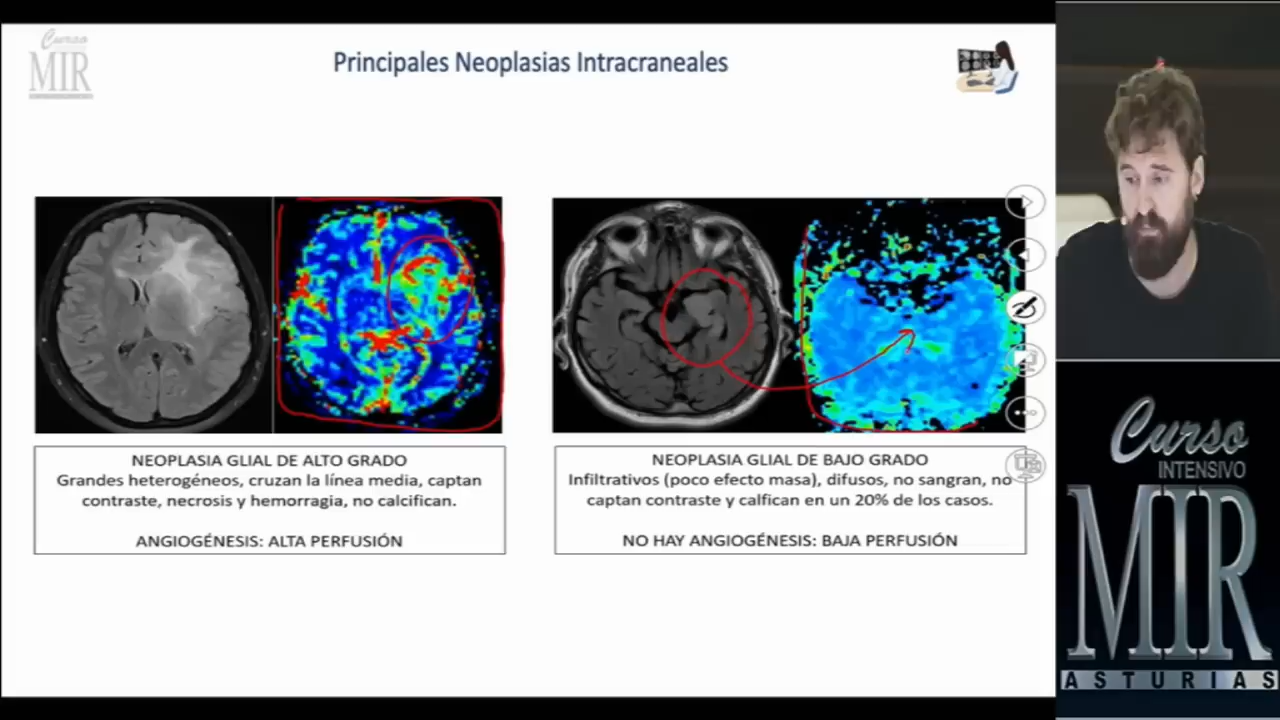 Curso
MIR
Principales Neoplasias Intracraneales
NEOPLASIA GLIAL DE ALTO GRADO
Grandes heterogéneos, cruzan la línea media, captan
contraste, necrosis y hemorragia, no calcifican.
ANGIOGÉNESIS: ALTA PERFUSIÓN
NEOPLASIA GLIAL DE BAJO GRADO
Infiltrativos (poco efecto masa), difusos, no sangran, no
captan contraste y calfican en un 20% de los casos.
NO HAY ANGIOGÉNESIS: BAJA PERFUSIÓN
Curso
INTENSIVO
MIR
ASTURIAS